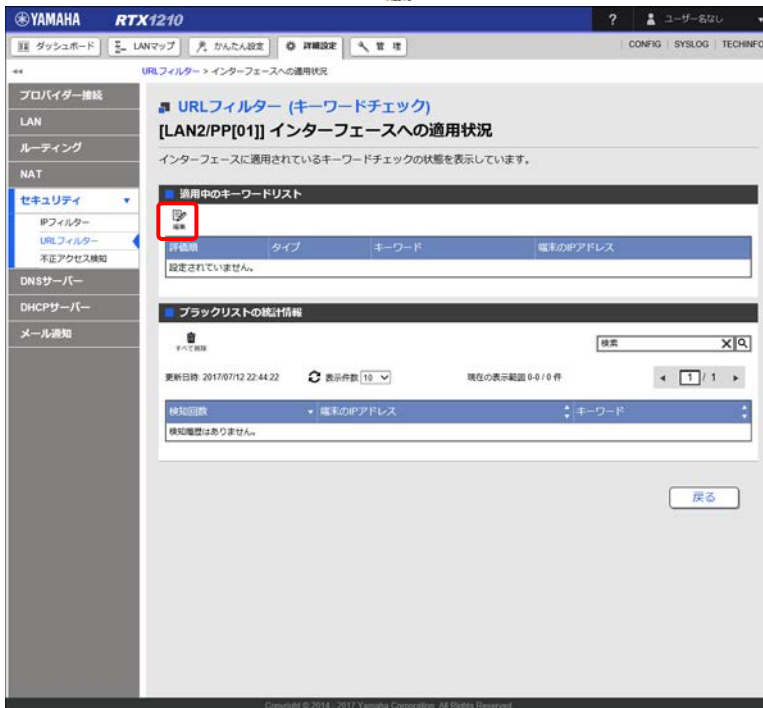 YAMAHA RTX1210 ? ユーザー名なし
ダッシュボード LANマップ かんたん設定 詳細設定 管理 CONFIG SYSLOG TECHINFO
URLフィルター > インターフェースへの適用状況
プロバイダー接続
LAN
ルーティング
NAT
セキュリティ
IPフィルター
URLフィルター
不正アクセス検知
DNSサーバー
DHCPサーバー
メール通知
URLフィルター (キーワードチェック)
[LAN2/PP[01]] インターフェースへの適用状況
インターフェースに適用されているキーワードチェックの状態を表示しています。
適用中のキーワードリスト
編集
評価順 タイプ キーワード 端末のIPアドレス
設定されていません。
ブラックリストの統計情報
すべて削除
検索
更新日時: 2017/07/12 22:44:22 表示件数 10 現在の表示範囲 0-0 / 0 件 1 / 1
検知回数 端末のIPアドレス キーワード
検知履歴はありません。
戻る
Copyright © 2014 - 2017 Yamaha Corporation. All Rights Reserved.